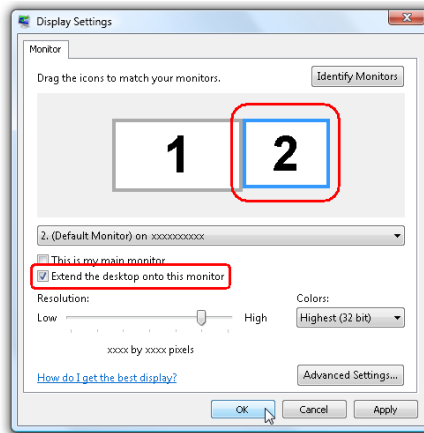 Display Settings
Monitor
Drag the icons to match your monitors.
Identify Monitors
1
2
2. (Default Monitor) on xxxxxxxxxx
This is my main monitor
Extend the desktop onto this monitor
Resolution:
Colors:
Low
High
Highest (32 bit)
xxxx by xxxx pixels
How do I get the best display?
Advanced Settings...
OK
Cancel
Apply